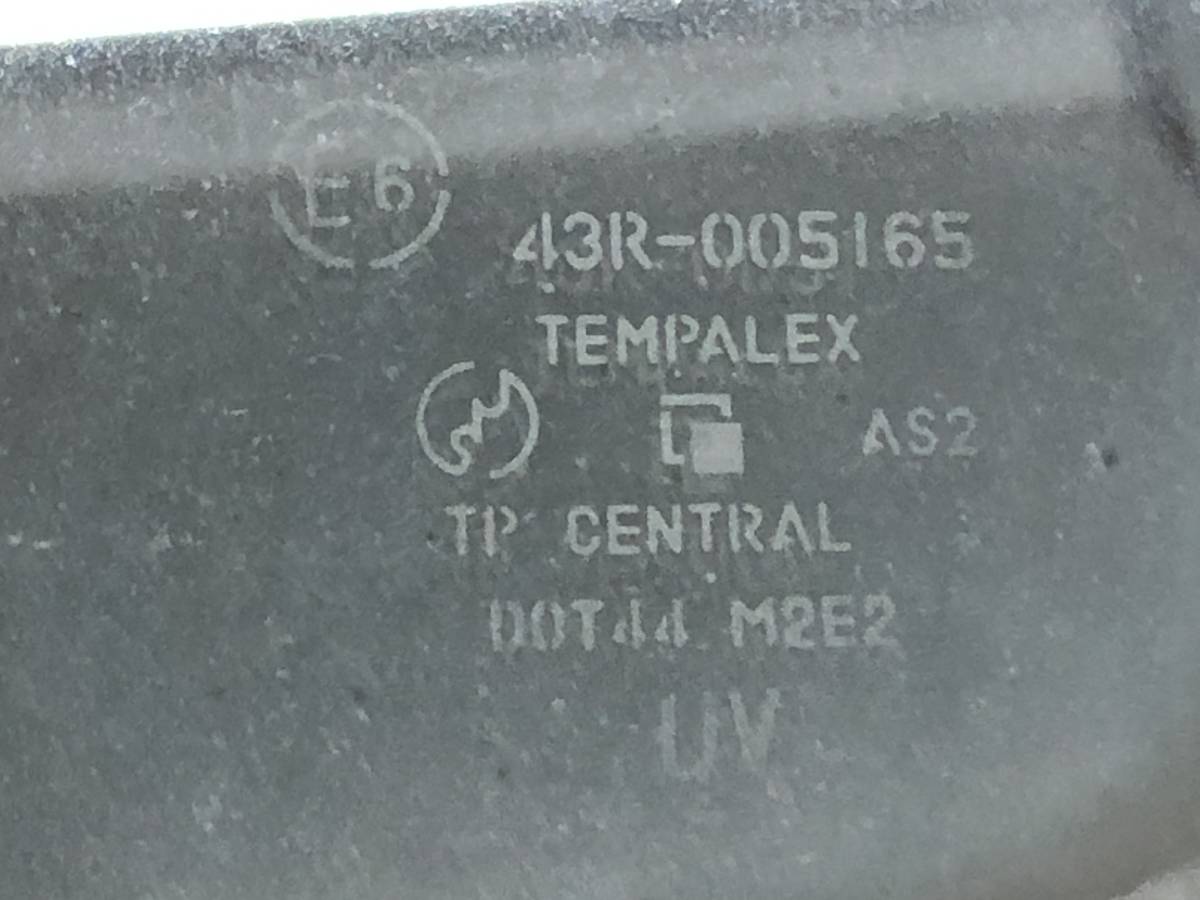 E6
43R-005165
TEMPALEX
AS2
TP CENTRAL
DOT44 M2E2
UV